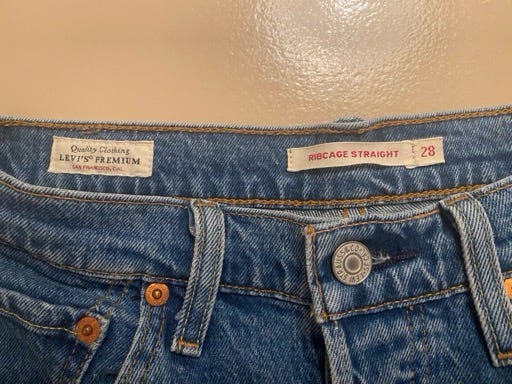 Quality Clothing
LEVI'S® PREMIUM
SAN FRANCISCO, CAL.
RIBCAGE STRAIGHT
28